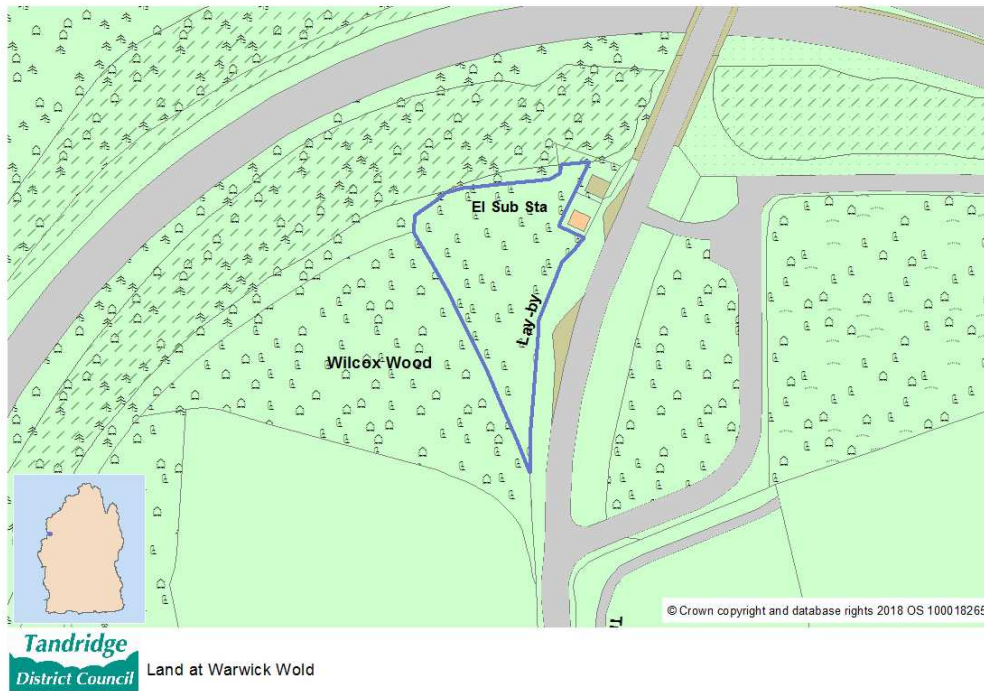 El Sub Sta
Lay-by
Wilcox Wood
© Crown copyright and database rights 2018 OS 100018265
Tandridge
District Council
Land at Warwick Wold